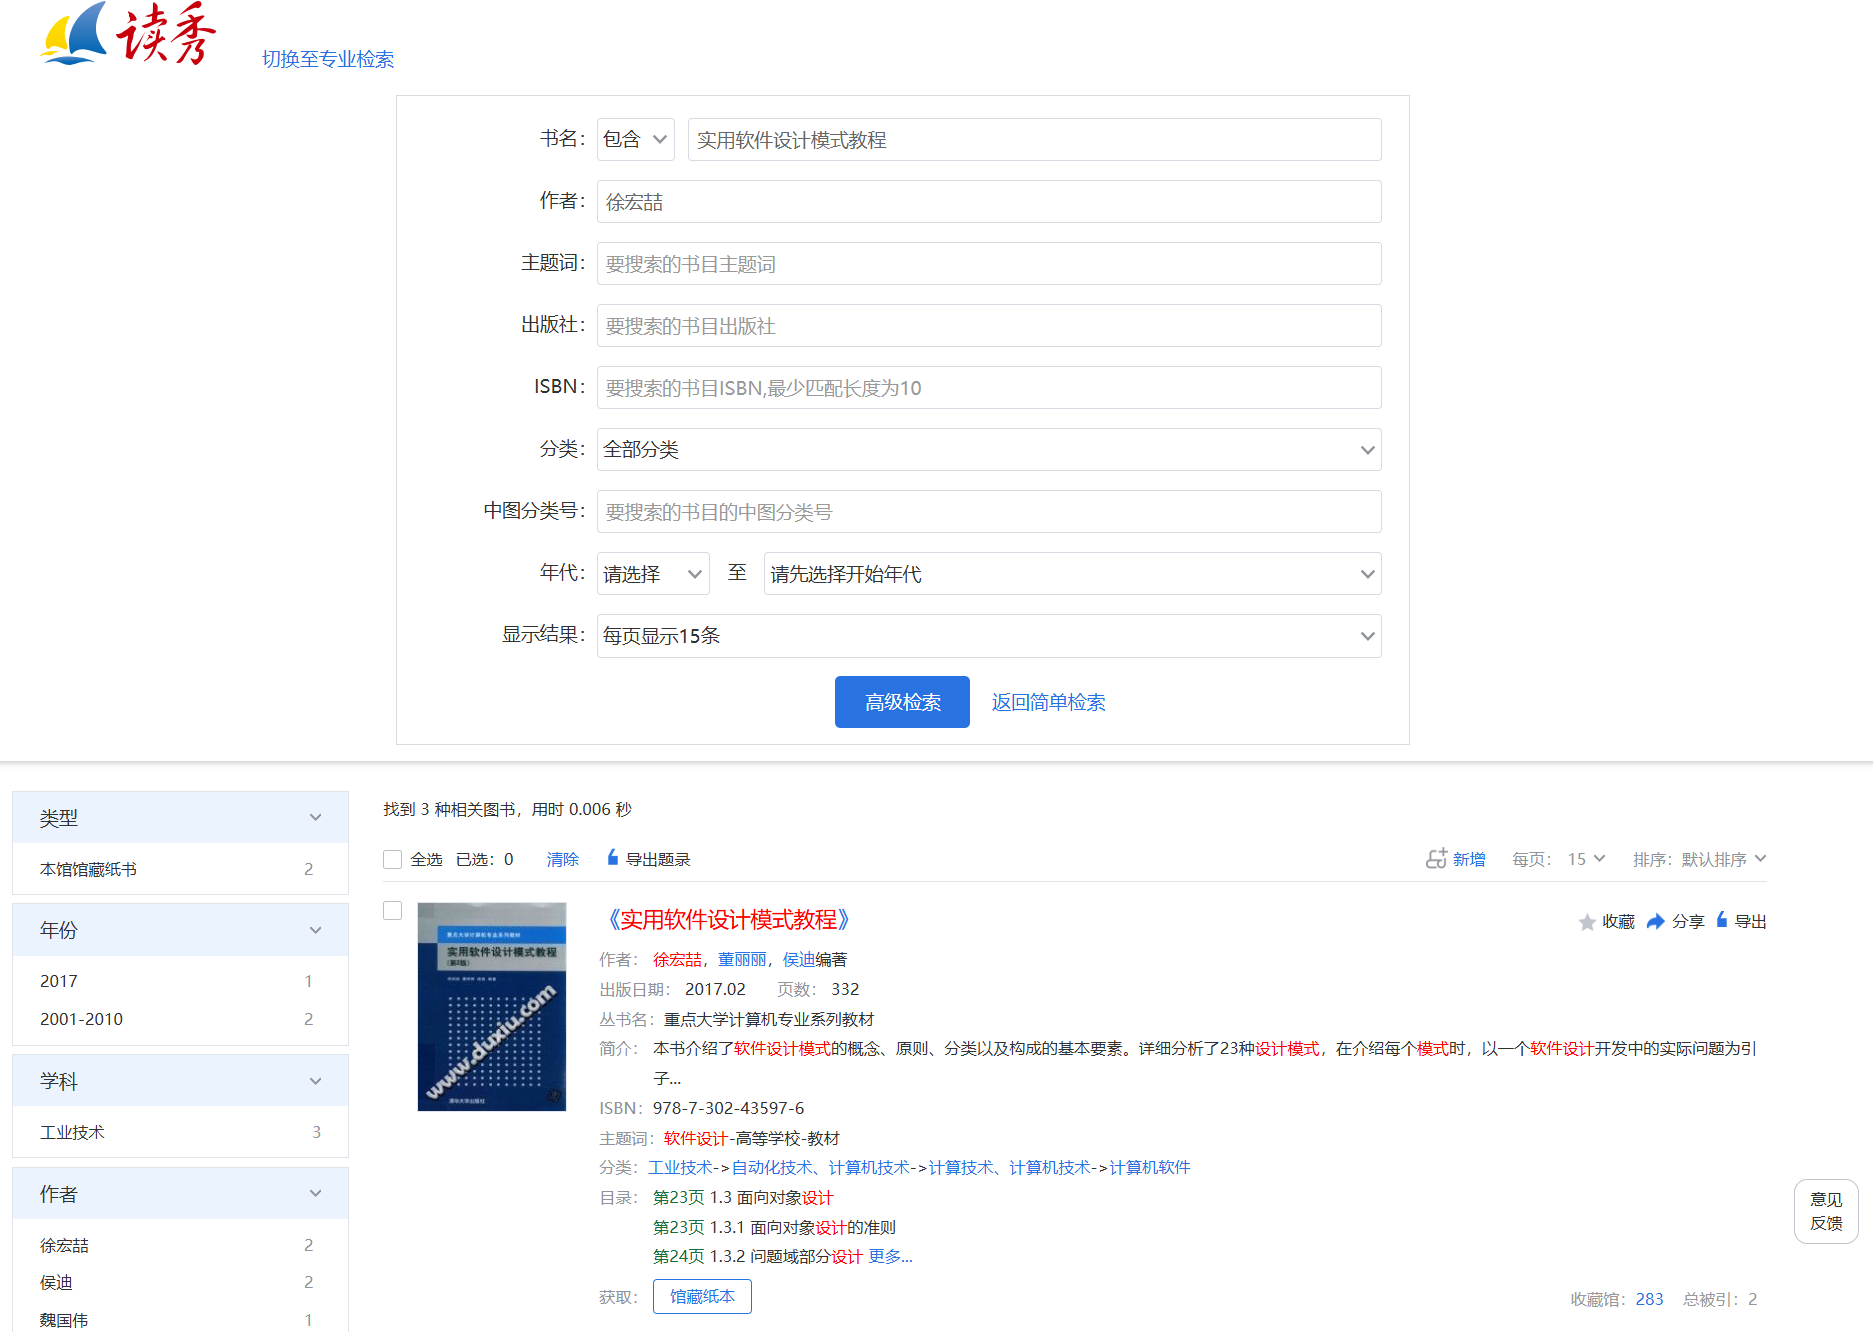 读秀
切换至专业检索
书名: 包含 实用软件设计模式教程
作者: 徐宏喆
主题词: 要搜索的书目主题词
出版社: 要搜索的书目出版社
ISBN: 要搜索的书目ISBN,最少匹配长度为10
分类: 全部分类
中图分类号: 要搜索的书目的中图分类号
年代: 请选择 至 请先选择开始年代
显示结果: 每页显示15条
高级检索 返回简单检索
类型
本馆馆藏纸书 2
年份
2017 1
2001-2010 2
学科
工业技术 3
作者
徐宏喆 2
侯迪 2
魏国伟 1
找到 3 种相关图书，用时 0.006 秒
全选 已选：0 清除 导出题录 新增 每页： 15 排序：默认排序
重点大学计算机专业系列教材
实用软件设计模式教程
（第2版）
www.duxiu.com
清华大学出版社
《实用软件设计模式教程》 收藏 分享 导出
作者： 徐宏喆，董丽丽，侯迪编著
出版日期： 2017.02 页数： 332
丛书名：重点大学计算机专业系列教材
简介： 本书介绍了软件设计模式的概念、原则、分类以及构成的基本要素。详细分析了23种设计模式，在介绍每个模式时，以一个软件设计开发中的实际问题为引
子...
ISBN：978-7-302-43597-6
主题词：软件设计-高等学校-教材
分类：工业技术->自动化技术、计算机技术->计算技术、计算机技术->计算机软件
目录： 第23页 1.3 面向对象设计
第23页 1.3.1 面向对象设计的准则
第24页 1.3.2 问题域部分设计 更多...
获取： 馆藏纸本
收藏馆：283 总被引：2
意见
反馈